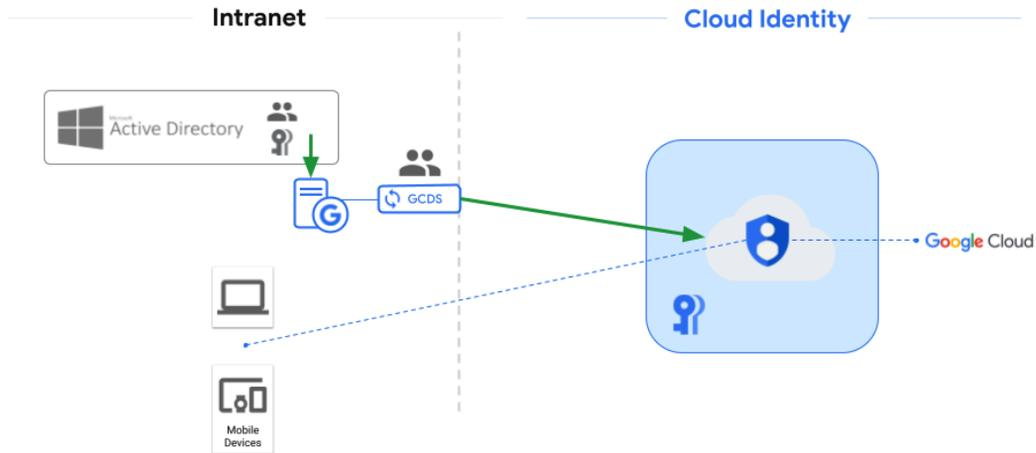 Intranet
Cloud Identity
Microsoft
Active Directory
GCDS
Google Cloud
Mobile
Devices